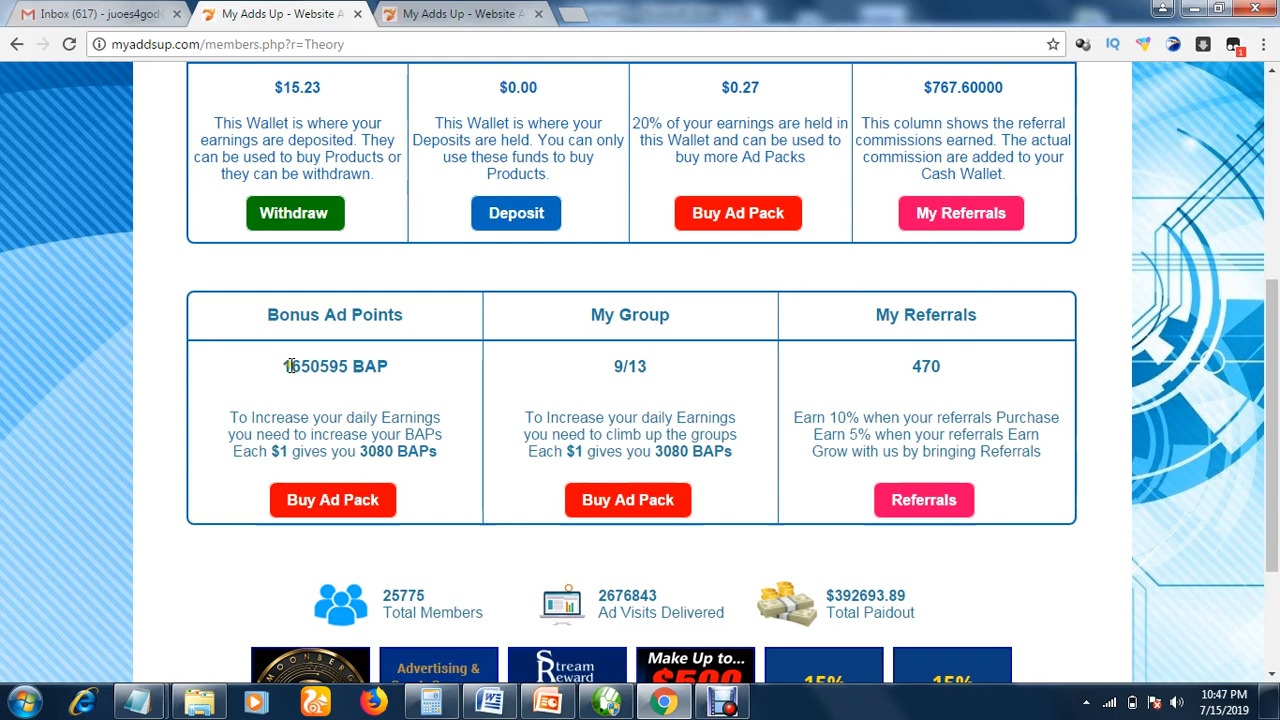 Inbox (617) - juoes4god
My Adds Up - Website A
My Adds Up - Website A
myaddsup.com/members.php?r=Theory
$15.23
This Wallet is where your
earnings are deposited. They
can be used to buy Products or
they can be withdrawn.
Withdraw
$0.00
This Wallet is where your
Deposits are held. You can only
use these funds to buy
Products.
Deposit
$0.27
20% of your earnings are held in
this Wallet and can be used to
buy more Ad Packs
Buy Ad Pack
$767.60000
This column shows the referral
commissions earned. The actual
commission are added to your
Cash Wallet.
My Referrals
Bonus Ad Points
1650595 BAP
To Increase your daily Earnings
you need to increase your BAPs
Each $1 gives you 3080 BAPs
Buy Ad Pack
My Group
9/13
To Increase your daily Earnings
you need to climb up the groups
Each $1 gives you 3080 BAPs
Buy Ad Pack
My Referrals
470
Earn 10% when your referrals Purchase
Earn 5% when your referrals Earn
Grow with us by bringing Referrals
Referrals
25775
Total Members
2676843
Ad Visits Delivered
$392693.89
Total Paidout
MOONBER
Advertising &
Stream
Reward
Make Up to...
$500
15%
15%
10:47 PM
7/15/2019